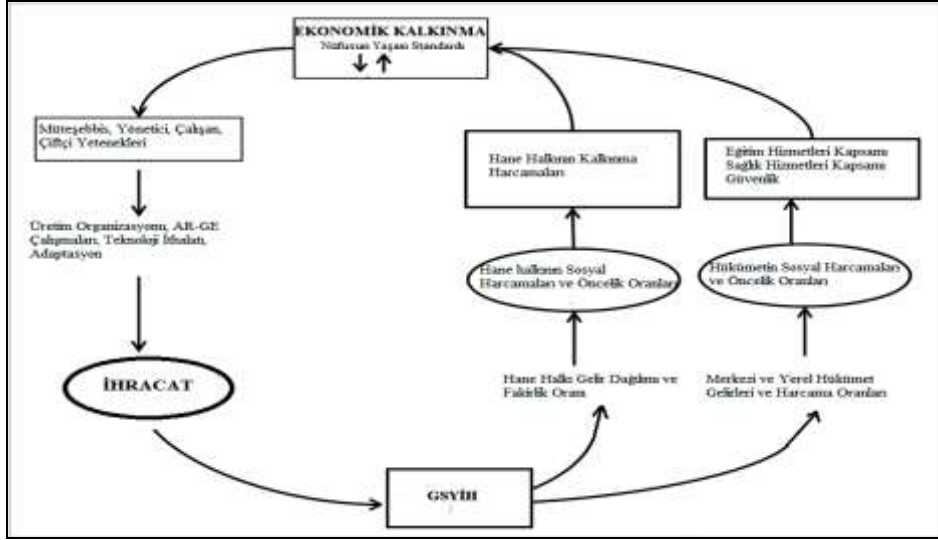 EKONOMİK KALKINMA
Nüfusun Yaşam Standardı
Müteşebbis, Yönetici, Çalışan,
Çiftçi Yetenekleri
Üretim Organizasyonu, AR-GE
Çalışmaları, Teknoloji İthalatı,
Adaptasyon
İHRACAT
GSYİH
Hane Halkı Gelir Dağılımı ve
Fakirlik Oranı
Hane halkının Sosyal
Harcamaları ve Öncelik Oranları
Hane Halkının Kalkınma
Harcamaları
Merkezi ve Yerel Hükümet
Gelirleri ve Harcama Oranları
Hükümetin Sosyal Harcamaları
ve Öncelik Oranları
Eğitim Hizmetleri Kapsamı
Sağlık Hizmetleri Kapsamı
Güvenlik